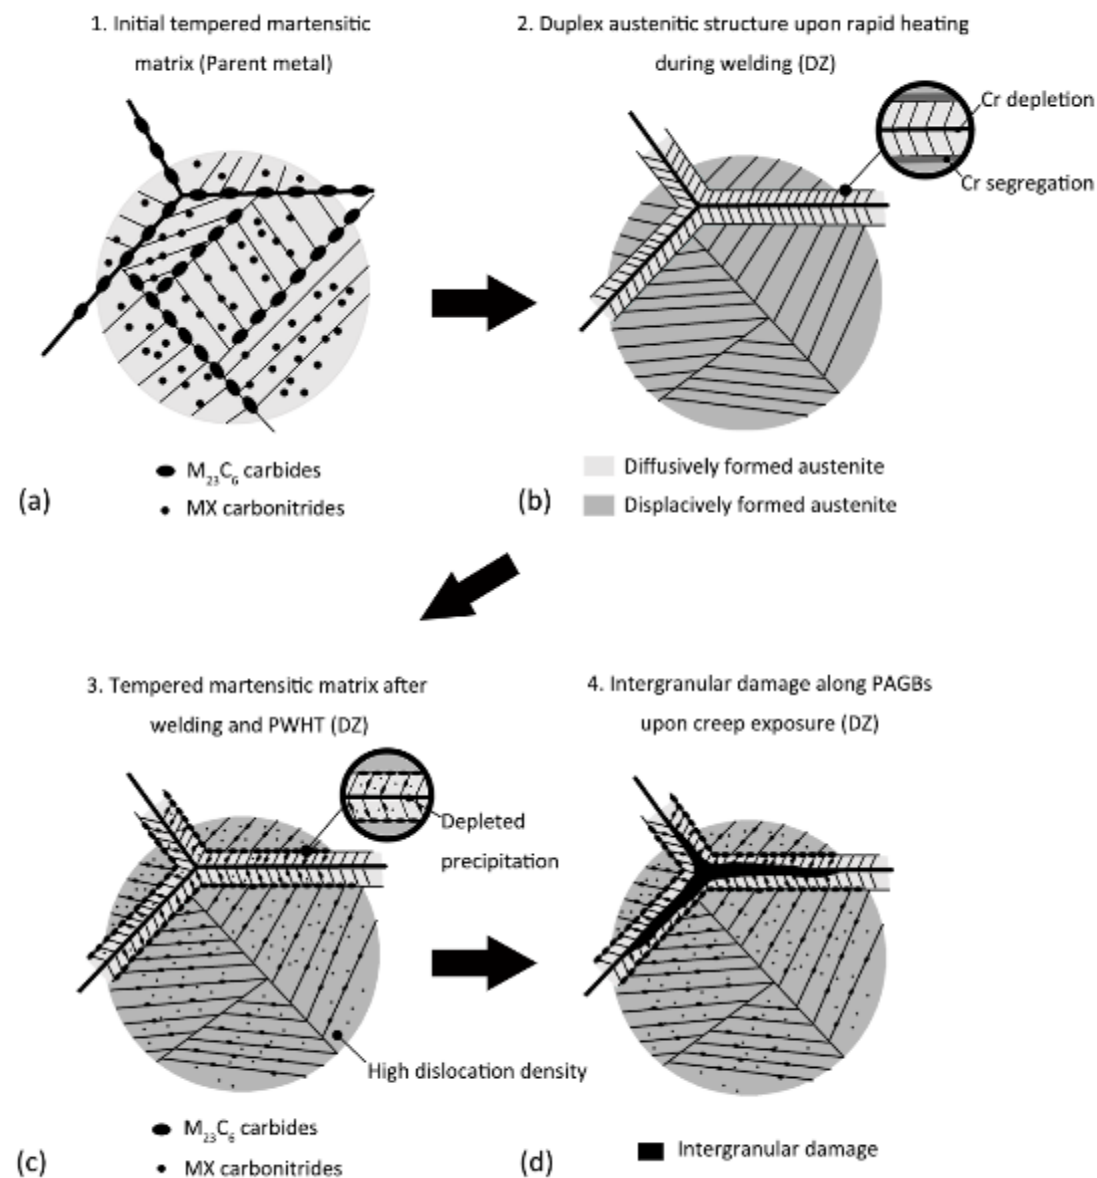 1. Initial tempered martensitic
matrix (Parent metal)
2. Duplex austenitic structure upon rapid heating
during welding (DZ)
Cr depletion
Cr segregation
M₂₃C₆ carbides
MX carbonitrides
(a)
Diffusively formed austenite
Displacively formed austenite
(b)
3. Tempered martensitic matrix after
welding and PWHT (DZ)
4. Intergranular damage along PAGBs
upon creep exposure (DZ)
Depleted
precipitation
High dislocation density
M₂₃C₆ carbides
MX carbonitrides
(c)
Intergranular damage
(d)